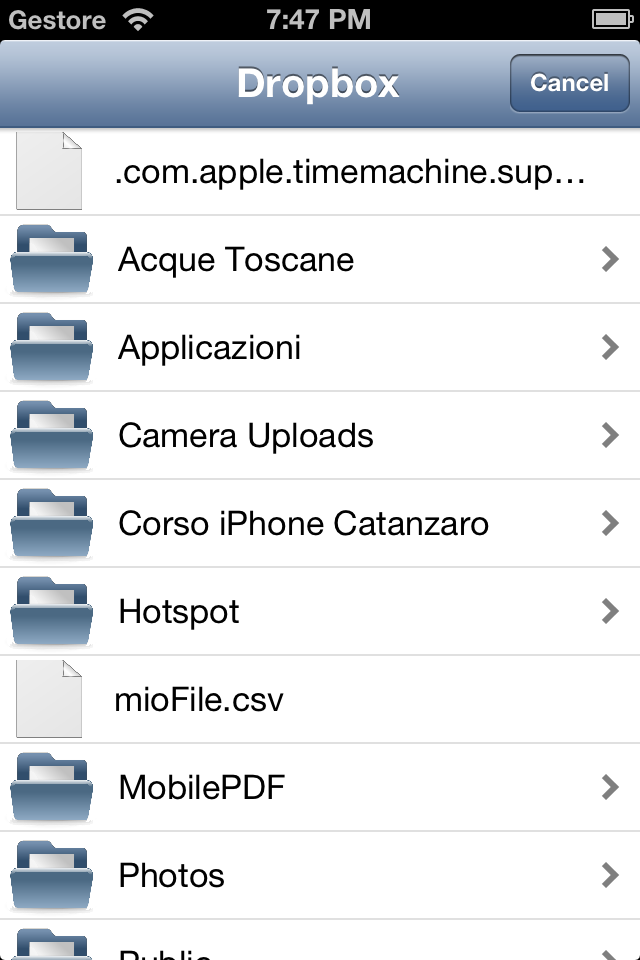 Gestore 7:47 PM
Dropbox Cancel
.com.apple.timemachine.sup...
Acque Toscane
Applicazioni
Camera Uploads
Corso iPhone Catanzaro
Hotspot
mioFile.csv
MobilePDF
Photos
Public